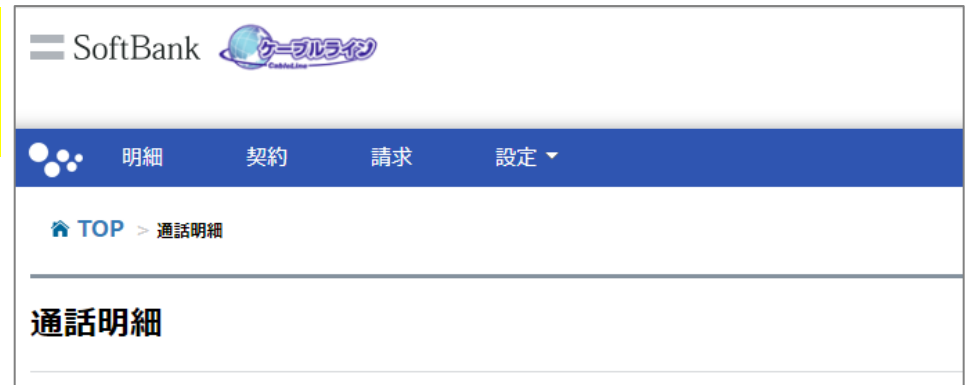 SoftBank ケーブルライン
CableLine
明細 契約 請求 設定
TOP > 通話明細
通話明細